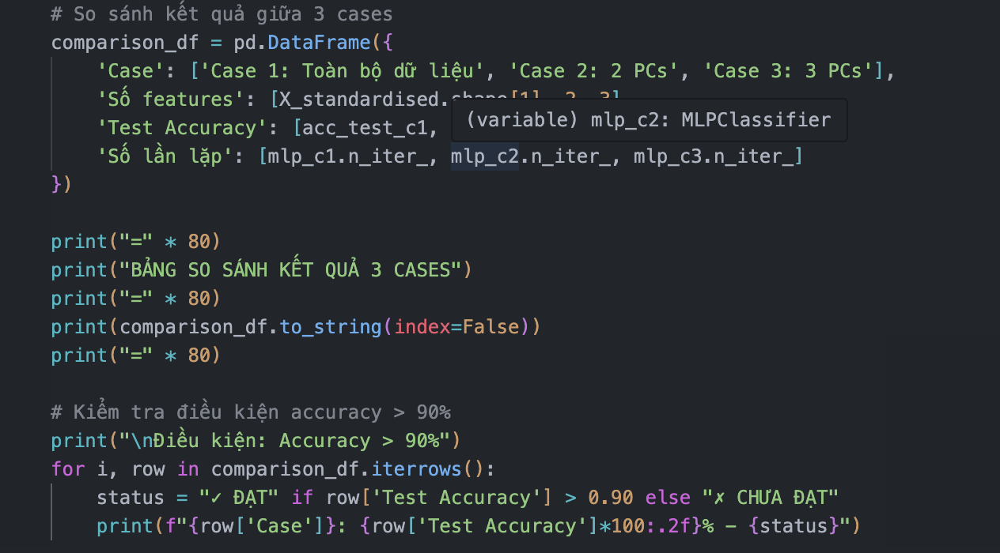 # So sánh kết quả giữa 3 cases
comparison_df = pd.DataFrame({
    'Case': ['Case 1: Toàn bộ dữ liệu', 'Case 2: 2 PCs', 'Case 3: 3 PCs'],
    'Số features': [X_standardised.shape[1], 2, 3],
(variable) mlp_c2: MLPClassifier
    'Test Accuracy': [acc_test_c1,
    'Số lần lặp': [mlp_c1.n_iter_, mlp_c2.n_iter_, mlp_c3.n_iter_]
})
print("=" * 80)
print("BẢNG SO SÁNH KẾT QUẢ 3 CASES")
print("=" * 80)
print(comparison_df.to_string(index=False))
print("=" * 80)
# Kiểm tra điều kiện accuracy > 90%
print("\nĐiều kiện: Accuracy > 90%")
for i, row in comparison_df.iterrows():
    status = "✓ ĐẠT" if row['Test Accuracy'] > 0.90 else "✗ CHƯA ĐẠT"
    print(f"{row['Case']}: {row['Test Accuracy']*100:.2f}% - {status}")